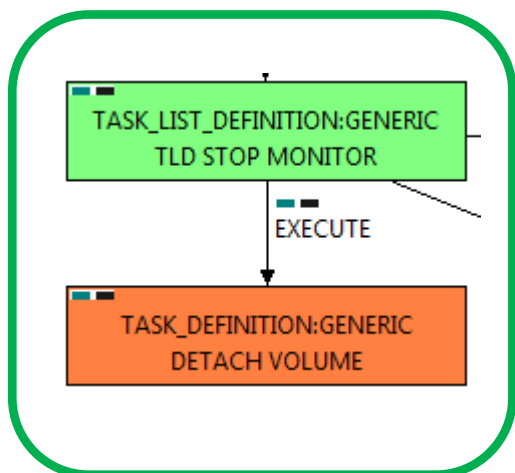 TASK_LIST_DEFINITION:GENERIC
TLD STOP MONITOR
EXECUTE
TASK_DEFINITION:GENERIC
DETACH VOLUME